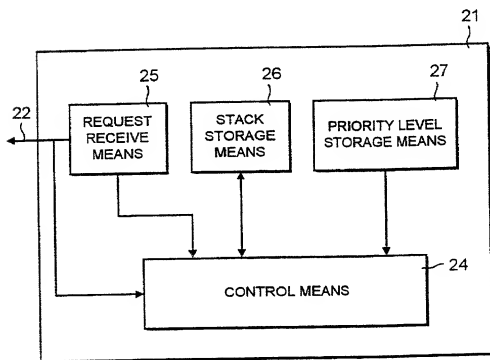 21
25
26
27
22
REQUEST
RECEIVE
MEANS
STACK
STORAGE
MEANS
PRIORITY LEVEL
STORAGE MEANS
24
CONTROL MEANS